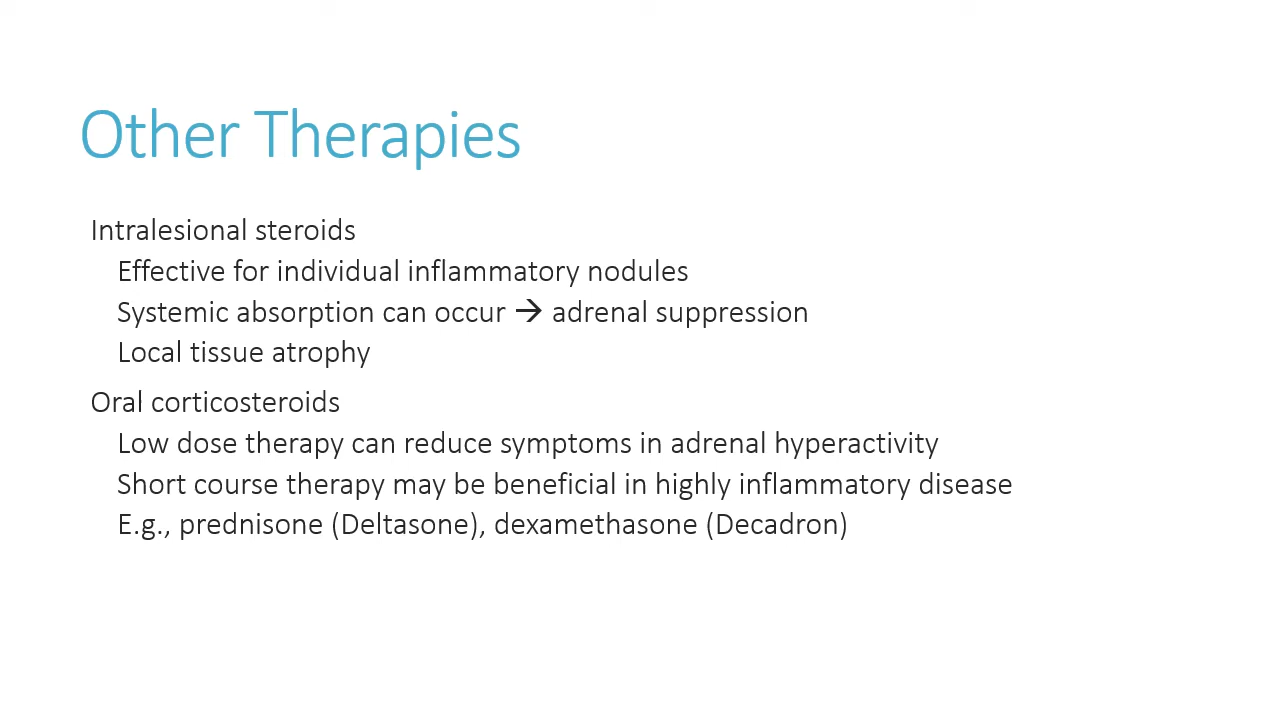 Other Therapies
Intralesional steroids
Effective for individual inflammatory nodules
Systemic absorption can occur → adrenal suppression
Local tissue atrophy
Oral corticosteroids
Low dose therapy can reduce symptoms in adrenal hyperactivity
Short course therapy may be beneficial in highly inflammatory disease
E.g., prednisone (Deltasone), dexamethasone (Decadron)